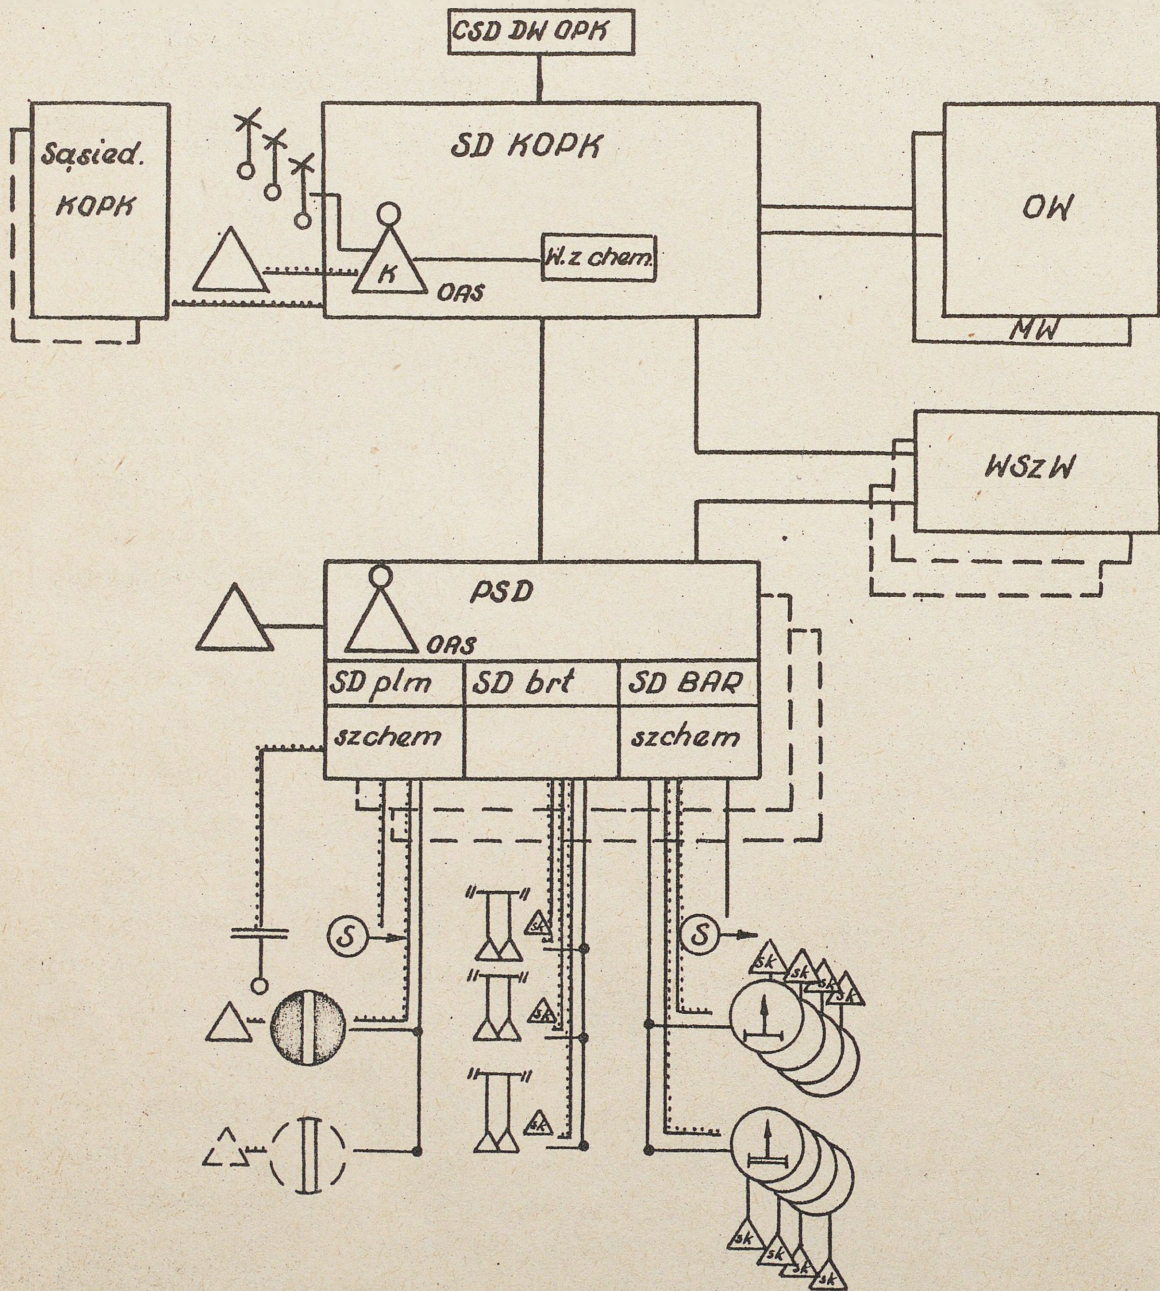 CSD DW OPK
Sąsied.
KOPK
SD KOPK
K
OAS
W. z chem.
OW
MW
WSzW
PSD
OAS
SD plm
SD brt
SD BAR
szchem
szchem
S
S
sk
sk
sk
sk
sk
sk
sk
sk
sk
sk
sk